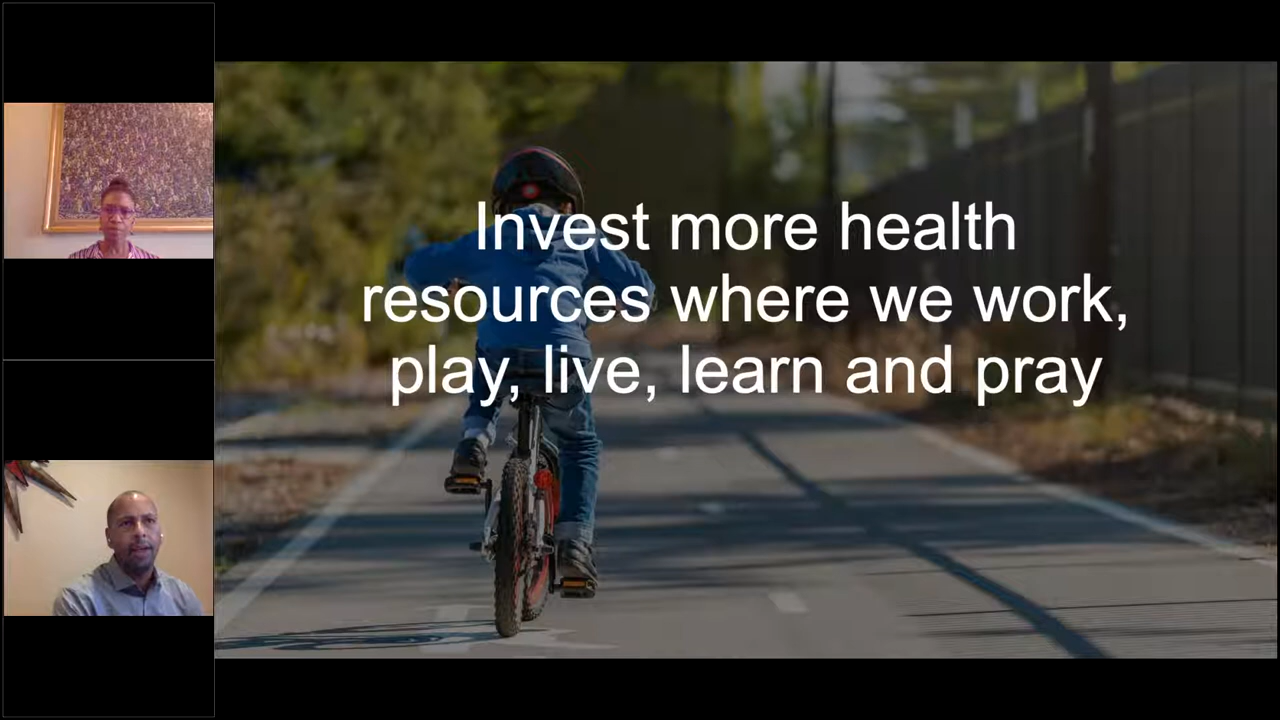 Invest more health
resources where we work,
play, live, learn and pray